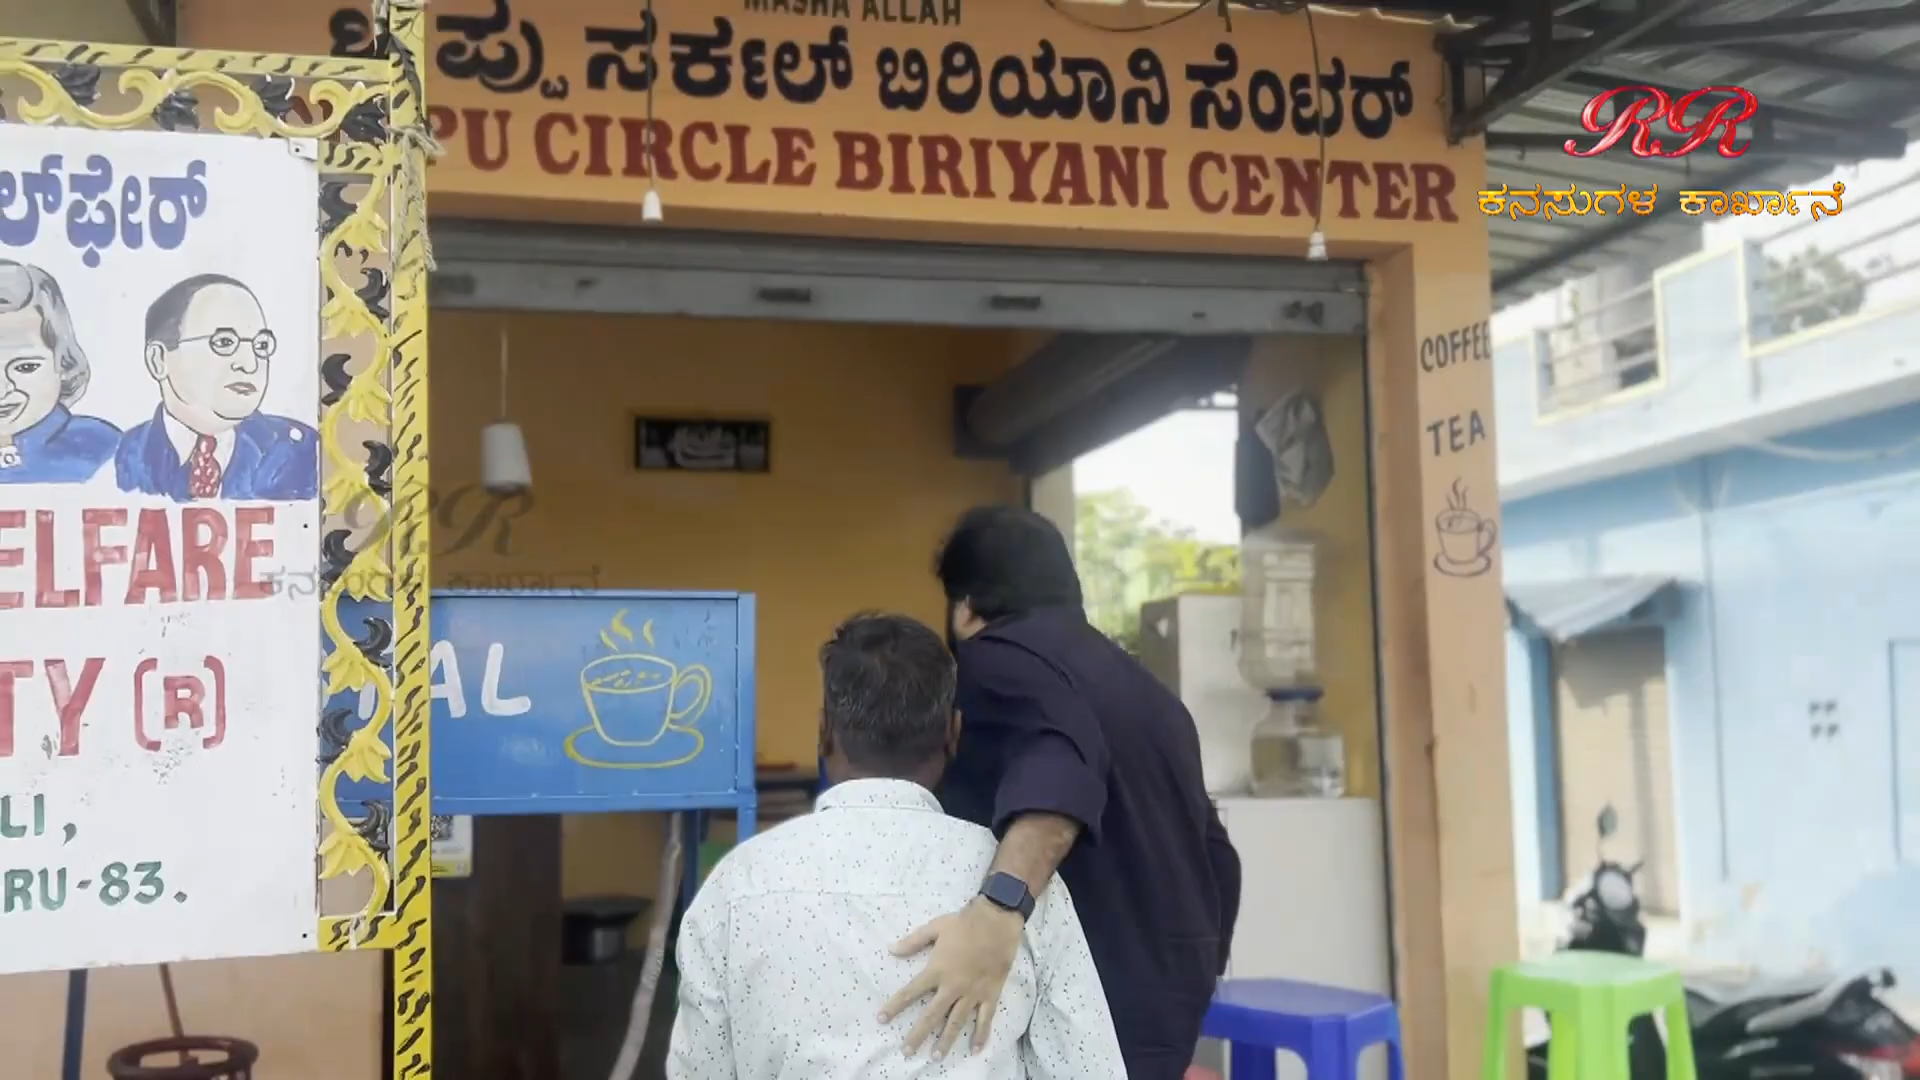 MASHA ALLAH
ಸರ್ಕಲ್ ಬಿರಿಯಾನಿ ಸೆಂಟರ್
PU CIRCLE BIRIYANI CENTER
RR
ಕನಸುಗಳ ಕಾರ್ಖಾನೆ
ಲ್‌ಫೇರ್
ELFARE
TY (R)
LI,
RU-83.
AL
COFFEE
TEA